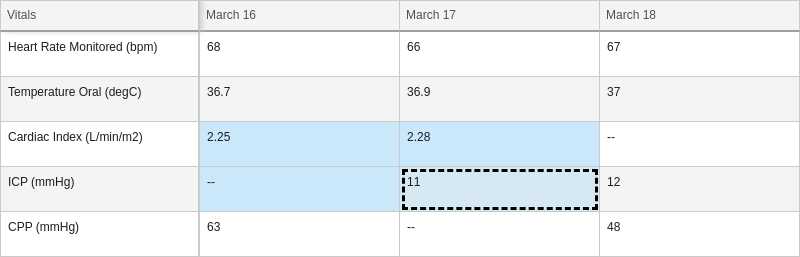 Vitals March 16 March 17 March 18
Heart Rate Monitored (bpm) 68 66 67
Temperature Oral (degC) 36.7 36.9 37
Cardiac Index (L/min/m2) 2.25 2.28 --
ICP (mmHg) -- 11 12
CPP (mmHg) 63 -- 48